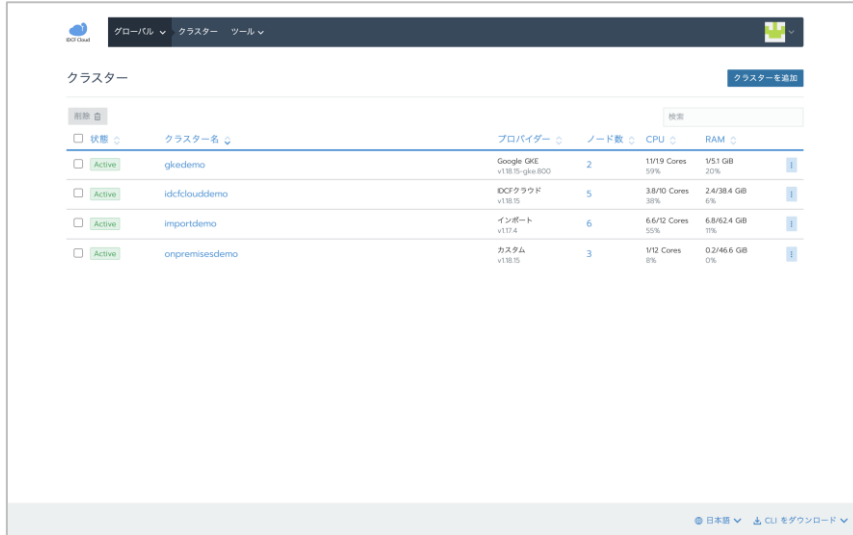 IDCF Cloud
グローバル クラスター ツール
クラスター
クラスターを追加
削除
検索
状態 クラスター名 プロバイダー ノード数 CPU RAM
Active gkedemo Google GKE 2 1.1/1.9 Cores 1/5.1 GiB
v1.18.15-gke.800 59% 20%
Active idcfclouddemo IDCFクラウド 5 3.8/10 Cores 2.4/38.4 GiB
v1.18.15 38% 6%
Active importdemo インポート 6 6.6/12 Cores 6.8/62.4 GiB
v1.17.4 55% 11%
Active onpremisesdemo カスタム 3 1/12 Cores 0.2/46.6 GiB
v1.18.15 8% 0%
日本語 CLI をダウンロード